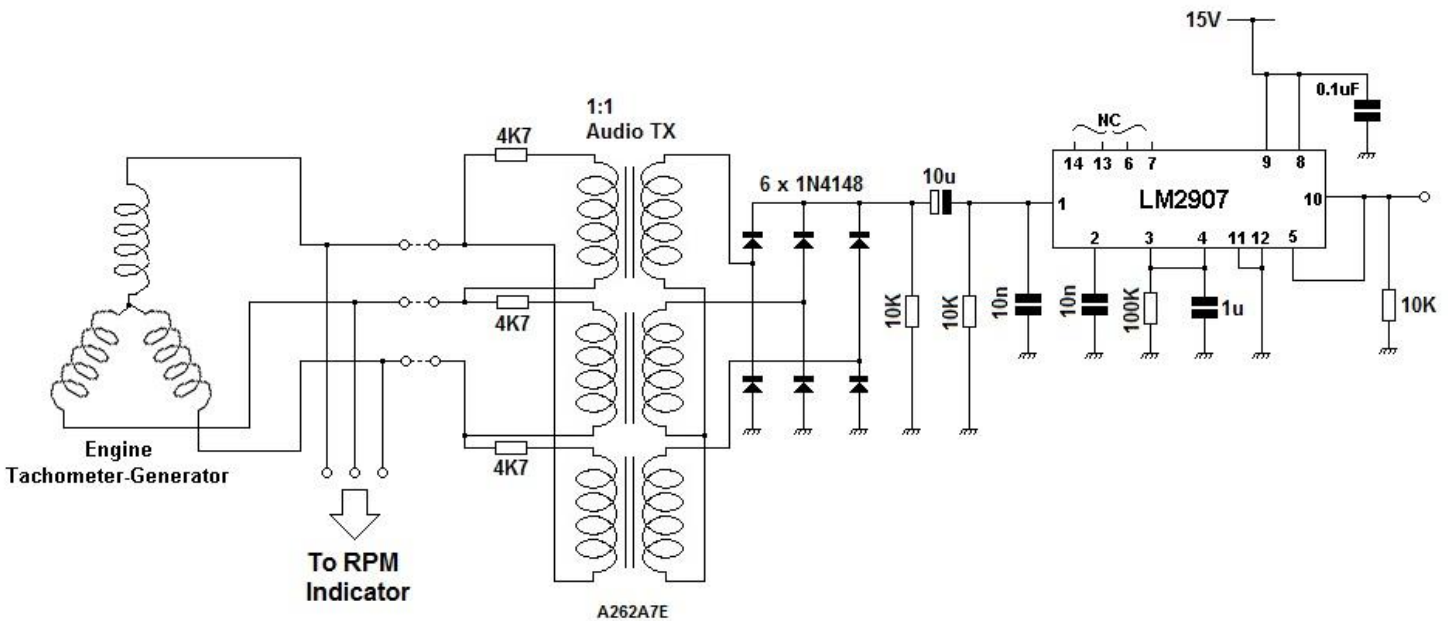 15V
0.1uF
1:1
Audio TX
4K7
NC
14 13 6 7
9 8
6 x 1N4148
10u
1
LM2907
10
2 3 4 11 12 5
4K7
10K
10K
10n
10n
100K
1u
10K
Engine
Tachometer-Generator
4K7
To RPM
Indicator
A262A7E